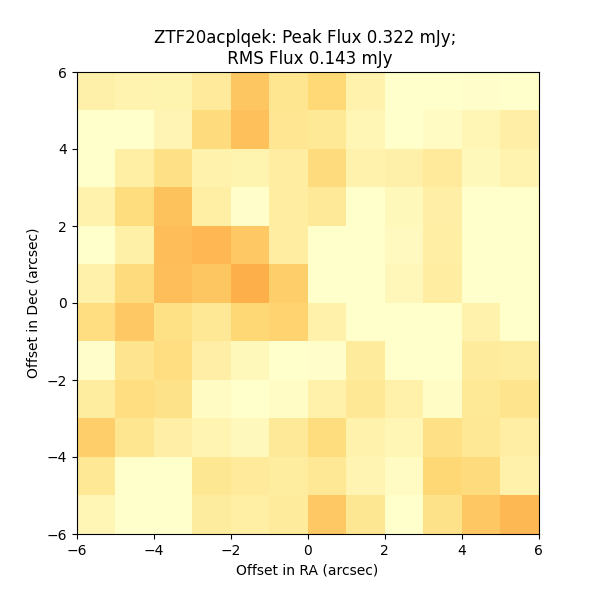 ZTF20acplqek: Peak Flux 0.322 mJy;
RMS Flux 0.143 mJy
6
4
2
0
−2
−4
−6
Offset in Dec (arcsec)
−6 −4 −2 0 2 4 6
Offset in RA (arcsec)